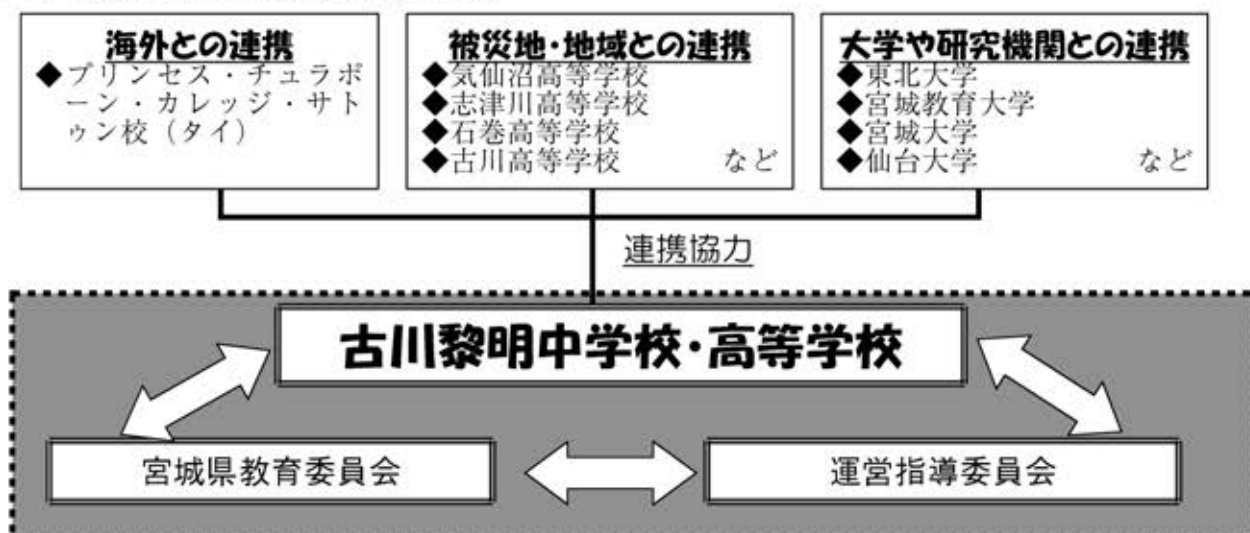 海外との連携
◆プリンセス・チュラポ
ーン・カレッジ・サト
ゥン校（タイ）
被災地・地域との連携
◆気仙沼高等学校
◆志津川高等学校
◆石巻高等学校
◆古川高等学校 など
大学や研究機関との連携
◆東北大学
◆宮城教育大学
◆宮城大学
◆仙台大学 など
連携協力
古川黎明中学校・高等学校
宮城県教育委員会
運営指導委員会